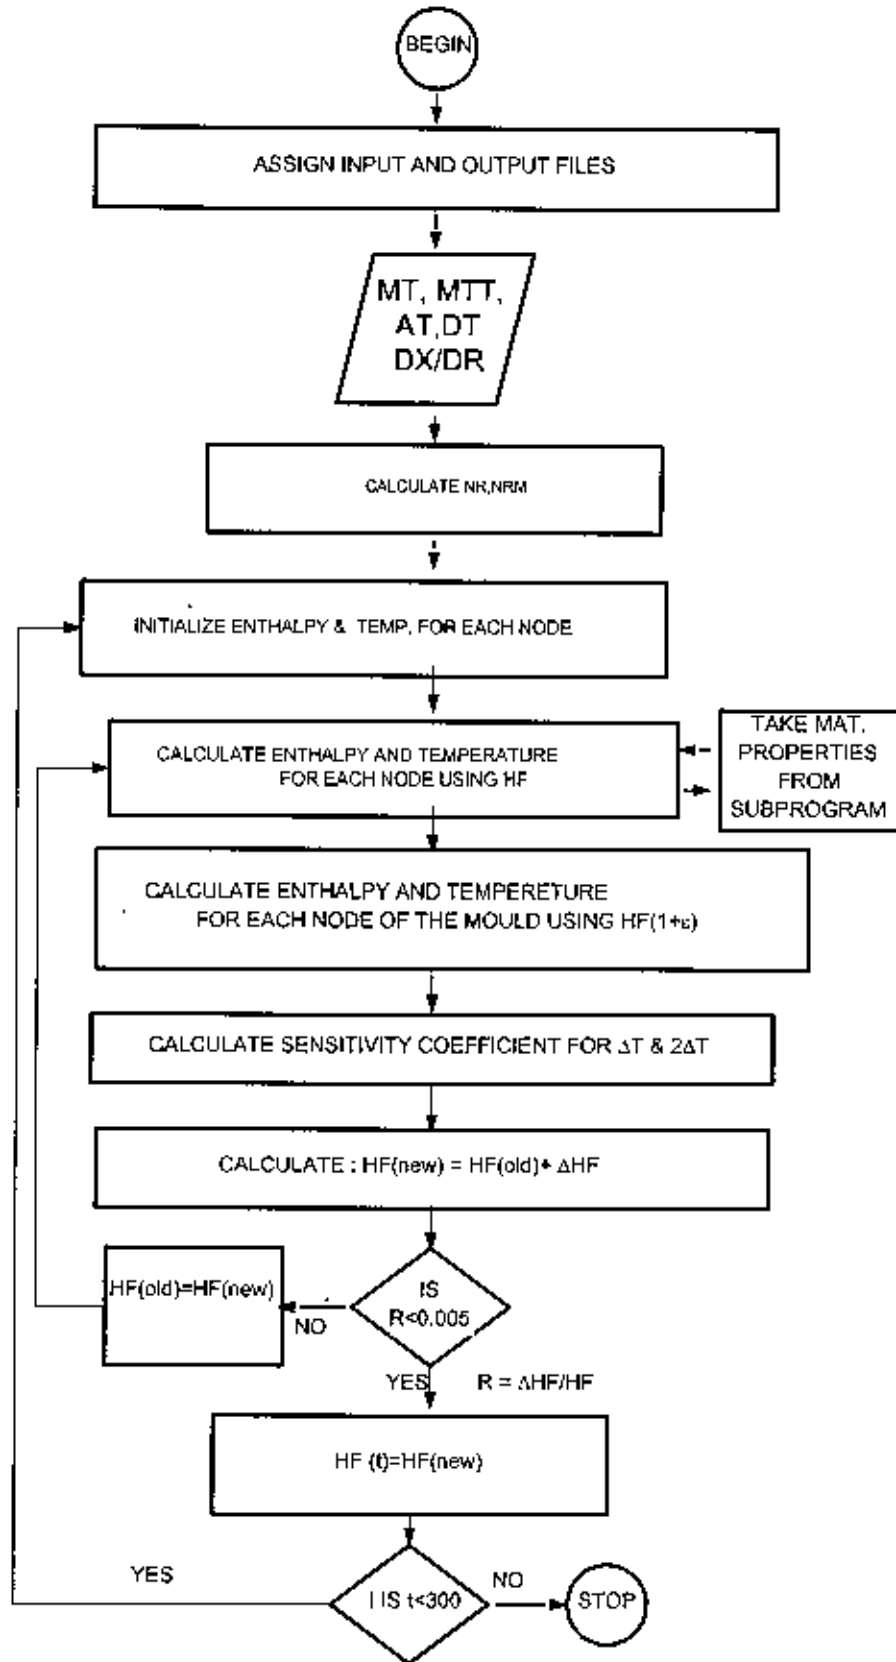 BEGIN
ASSIGN INPUT AND OUTPUT FILES
MT, MTT,
AT,DT
DX/DR
CALCULATE NR,NRM
INITIALIZE ENTHALPY & TEMP. FOR EACH NODE
CALCULATE ENTHALPY AND TEMPERATURE
FOR EACH NODE USING HF
TAKE MAT.
PROPERTIES
FROM
SUBPROGRAM
CALCULATE ENTHALPY AND TEMPERETURE
FOR EACH NODE OF THE MOULD USING HF(1+ε)
CALCULATE SENSITIVITY COEFFICIENT FOR ΔT & 2ΔT
CALCULATE : HF(new) = HF(old)+ ΔHF
HF(old)=HF(new)
NO
IS
R<0.005
YES
R = ΔHF/HF
HF (t)=HF(new)
YES
I IS t<300
NO
STOP